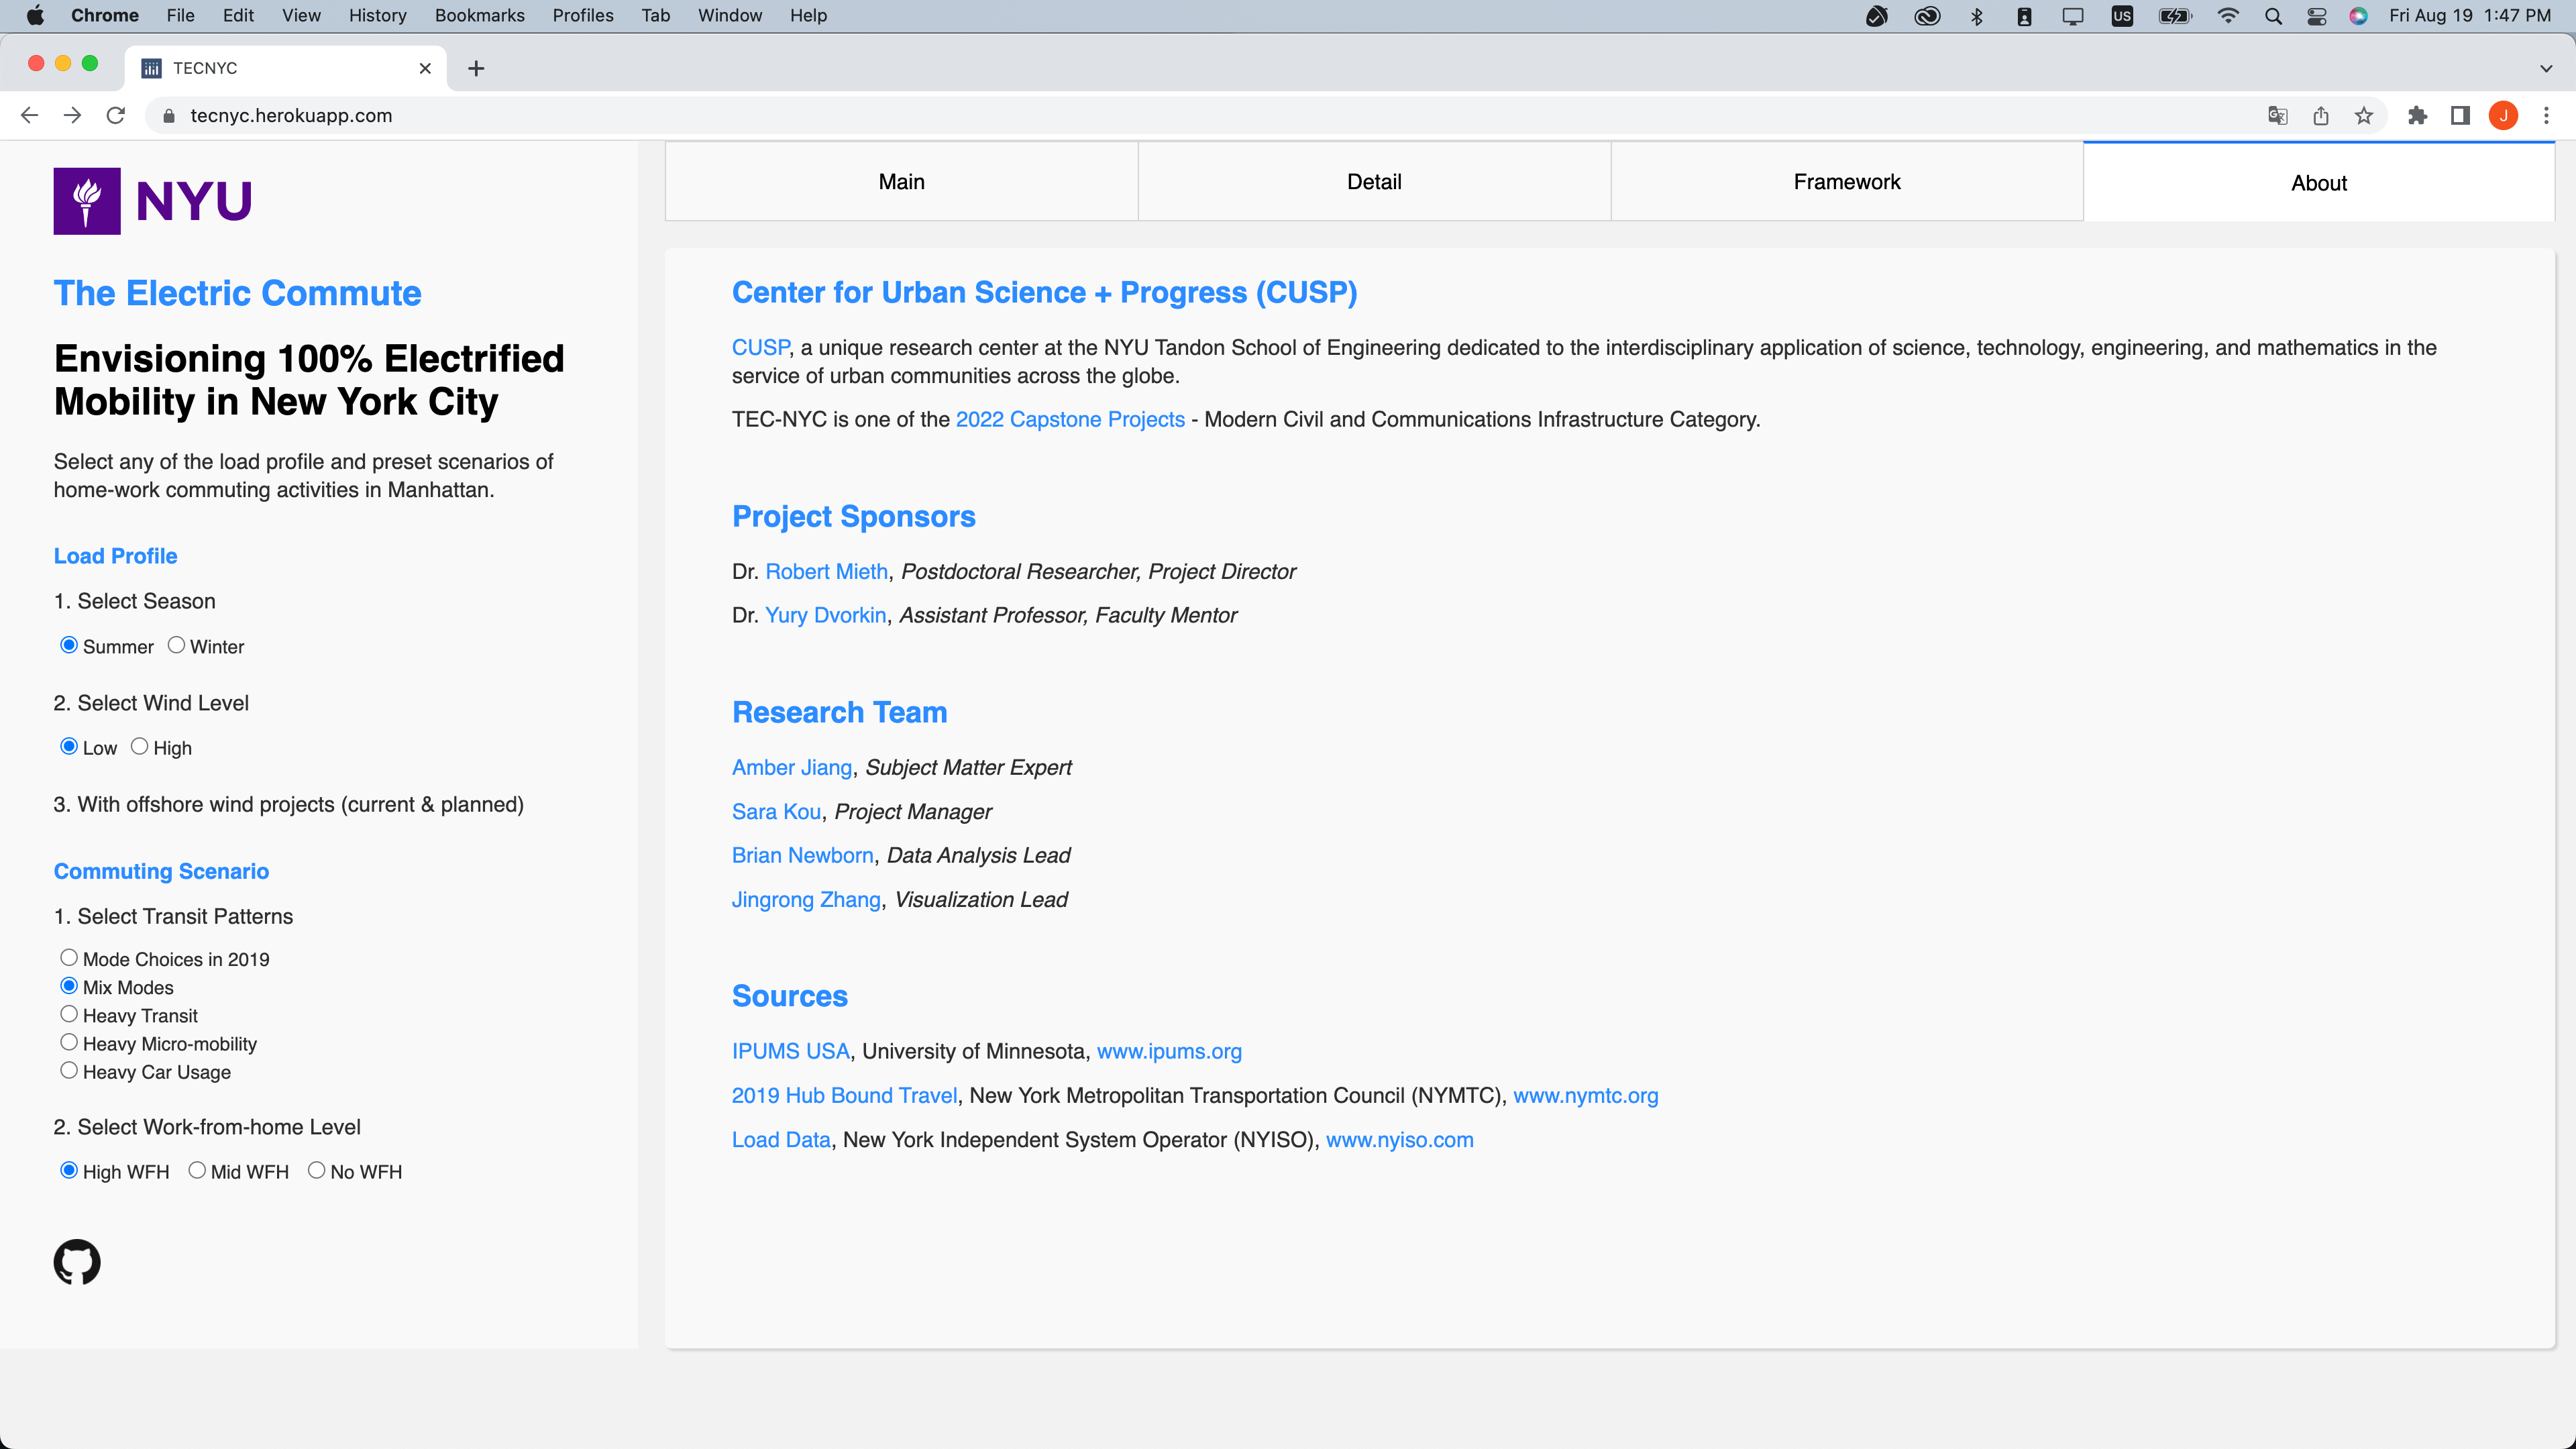 Chrome File Edit View History Bookmarks Profiles Tab Window Help US Fri Aug 19 1:47 PM
TECNYC
tecnyc.herokuapp.com J
NYU
The Electric Commute
Envisioning 100% Electrified
Mobility in New York City
Select any of the load profile and preset scenarios of
home-work commuting activities in Manhattan.
Load Profile
1. Select Season
Summer Winter
2. Select Wind Level
Low High
3. With offshore wind projects (current & planned)
Commuting Scenario
1. Select Transit Patterns
Mode Choices in 2019
Mix Modes
Heavy Transit
Heavy Micro-mobility
Heavy Car Usage
2. Select Work-from-home Level
High WFH Mid WFH No WFH
Main Detail Framework About
Center for Urban Science + Progress (CUSP)
CUSP, a unique research center at the NYU Tandon School of Engineering dedicated to the interdisciplinary application of science, technology, engineering, and mathematics in the
service of urban communities across the globe.
TEC-NYC is one of the 2022 Capstone Projects - Modern Civil and Communications Infrastructure Category.
Project Sponsors
Dr. Robert Mieth, Postdoctoral Researcher, Project Director
Dr. Yury Dvorkin, Assistant Professor, Faculty Mentor
Research Team
Amber Jiang, Subject Matter Expert
Sara Kou, Project Manager
Brian Newborn, Data Analysis Lead
Jingrong Zhang, Visualization Lead
Sources
IPUMS USA, University of Minnesota, www.ipums.org
2019 Hub Bound Travel, New York Metropolitan Transportation Council (NYMTC), www.nymtc.org
Load Data, New York Independent System Operator (NYISO), www.nyiso.com